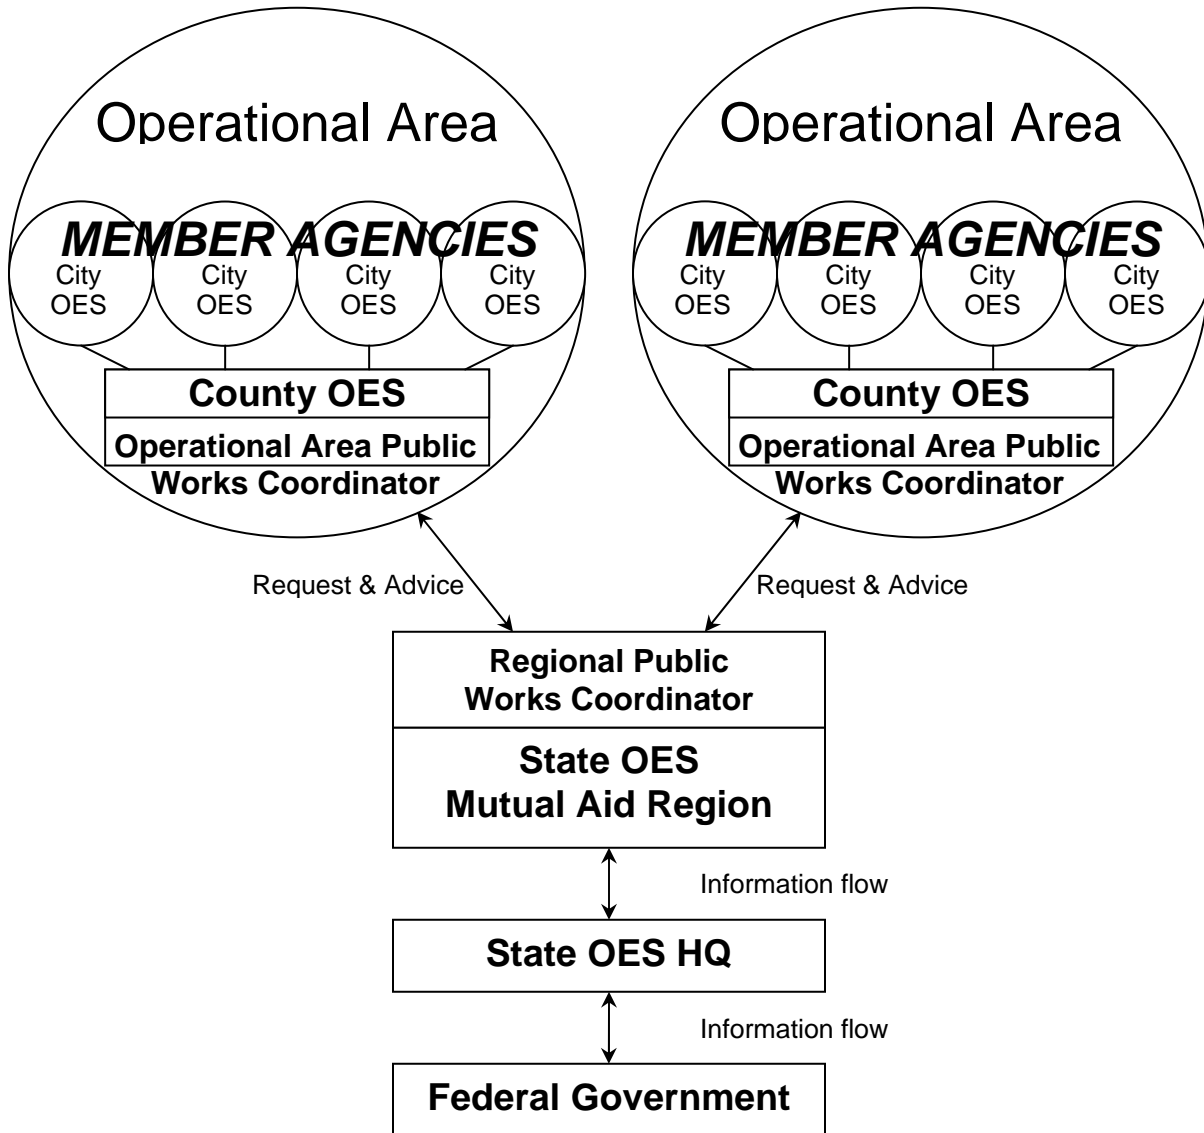 Operational Area
MEMBER AGENCIES
City
OES
City
OES
City
OES
City
OES
County OES
Operational Area Public
Works Coordinator
Operational Area
MEMBER AGENCIES
City
OES
City
OES
City
OES
City
OES
County OES
Operational Area Public
Works Coordinator
Request & Advice
Request & Advice
Regional Public
Works Coordinator
State OES
Mutual Aid Region
Information flow
State OES HQ
Information flow
Federal Government